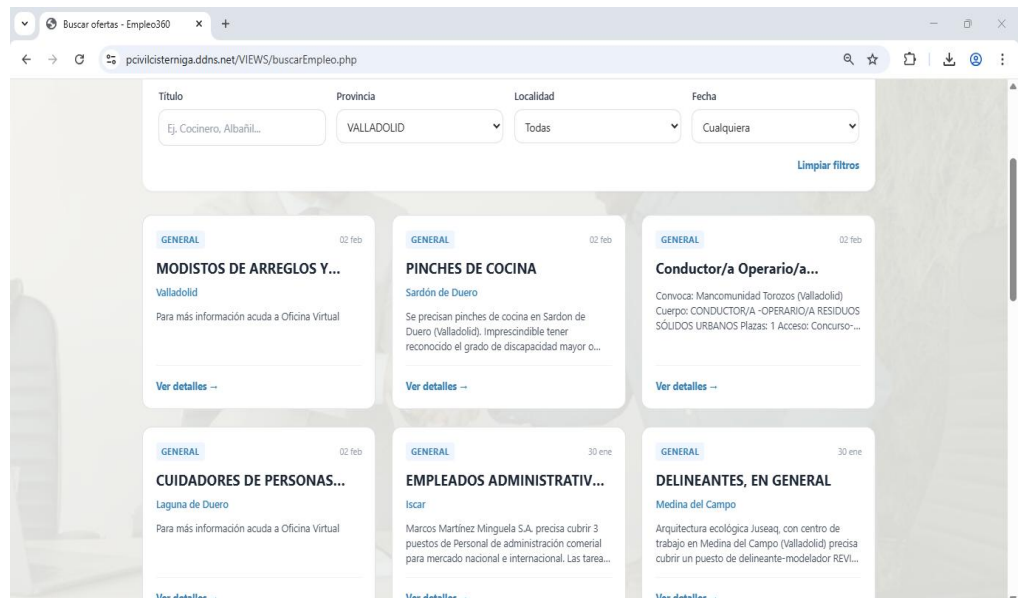 Buscar ofertas - Empleo360
pcivilcisterniga.ddns.net/VIEWS/buscarEmpleo.php
Título Provincia Localidad Fecha
Ej. Cocinero, Albañil... VALLADOLID Todas Cualquiera
Limpiar filtros
GENERAL 02 feb
MODISTOS DE ARREGLOS Y...
Valladolid
Para más información acuda a Oficina Virtual
Ver detalles →
GENERAL 02 feb
PINCHES DE COCINA
Sardón de Duero
Se precisan pinches de cocina en Sardon de
Duero (Valladolid). Imprescindible tener
reconocido el grado de discapacidad mayor o...
Ver detalles →
GENERAL 02 feb
Conductor/a Operario/a...
Convoca: Mancomunidad Torozos (Valladolid)
Cuerpo: CONDUCTOR/A -OPERARIO/A RESIDUOS
SÓLIDOS URBANOS Plazas: 1 Acceso: Concurso-...
Ver detalles →
GENERAL 02 feb
CUIDADORES DE PERSONAS...
Laguna de Duero
Para más información acuda a Oficina Virtual
Ver detalles →
GENERAL 30 ene
EMPLEADOS ADMINISTRATIV...
Iscar
Marcos Martínez Minguela S.A. precisa cubrir 3
puestos de Personal de administración comerial
para mercado nacional e internacional. Las tarea...
Ver detalles →
GENERAL 30 ene
DELINEANTES, EN GENERAL
Medina del Campo
Arquitectura ecológica Juseaq, con centro de
trabajo en Medina del Campo (Valladolid) precisa
cubrir un puesto de delineante-modelador REVI...
Ver detalles →